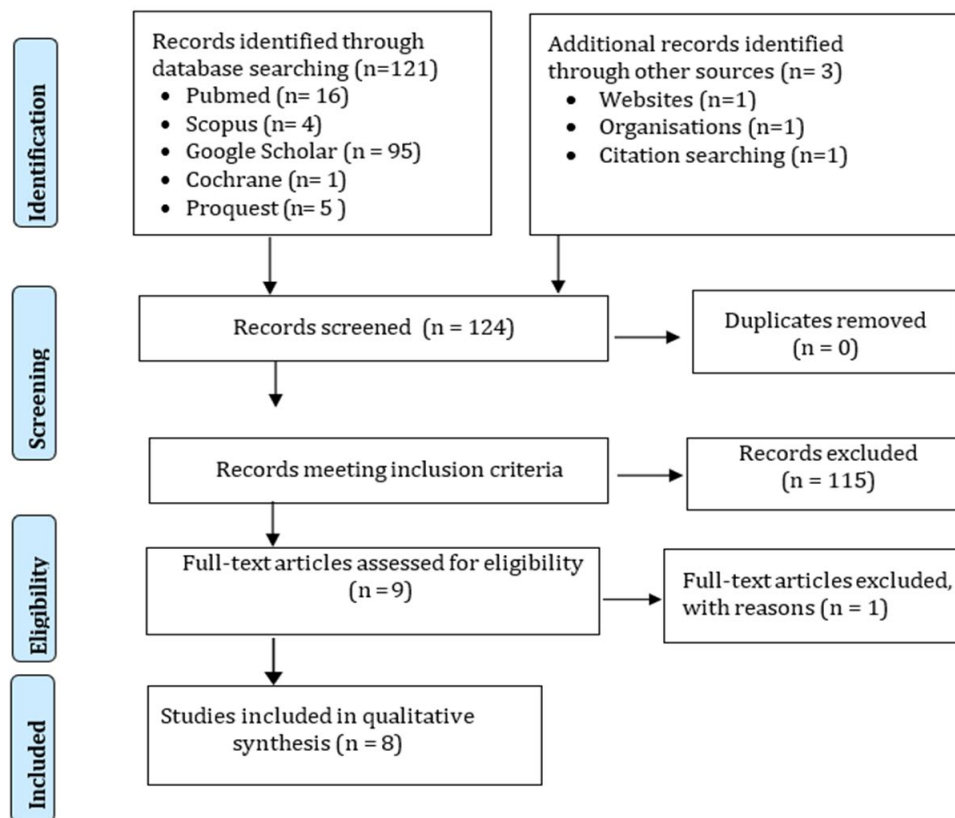 Identification
Records identified through
database searching (n=121)
• Pubmed (n= 16)
• Scopus (n= 4)
• Google Scholar (n = 95)
• Cochrane (n= 1)
• Proquest (n= 5 )
Additional records identified
through other sources (n= 3)
• Websites (n=1)
• Organisations (n=1)
• Citation searching (n=1)
Screening
Records screened (n = 124)
Duplicates removed
(n = 0)
Records meeting inclusion criteria
Records excluded
(n = 115)
Eligibility
Full-text articles assessed for eligibility
(n = 9)
Full-text articles excluded,
with reasons (n = 1)
Included
Studies included in qualitative
synthesis (n = 8)